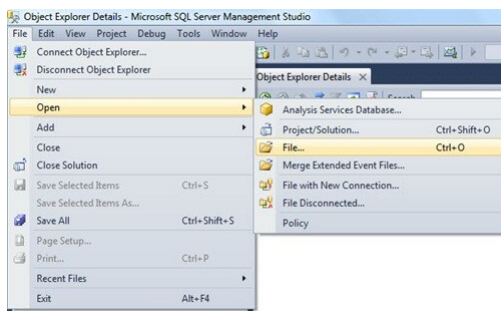 Object Explorer Details - Microsoft SQL Server Management Studio
File Edit View Project Debug Tools Window Help
Connect Object Explorer...
Disconnect Object Explorer
New
Open
Add
Close
Close Solution
Save Selected Items Ctrl+S
Save Selected Items As...
Save All Ctrl+Shift+S
Page Setup...
Print... Ctrl+P
Recent Files
Exit Alt+F4
Object Explorer Details
Analysis Services Database...
Project/Solution... Ctrl+Shift+O
File... Ctrl+O
Merge Extended Event Files...
File with New Connection...
File Disconnected...
Policy